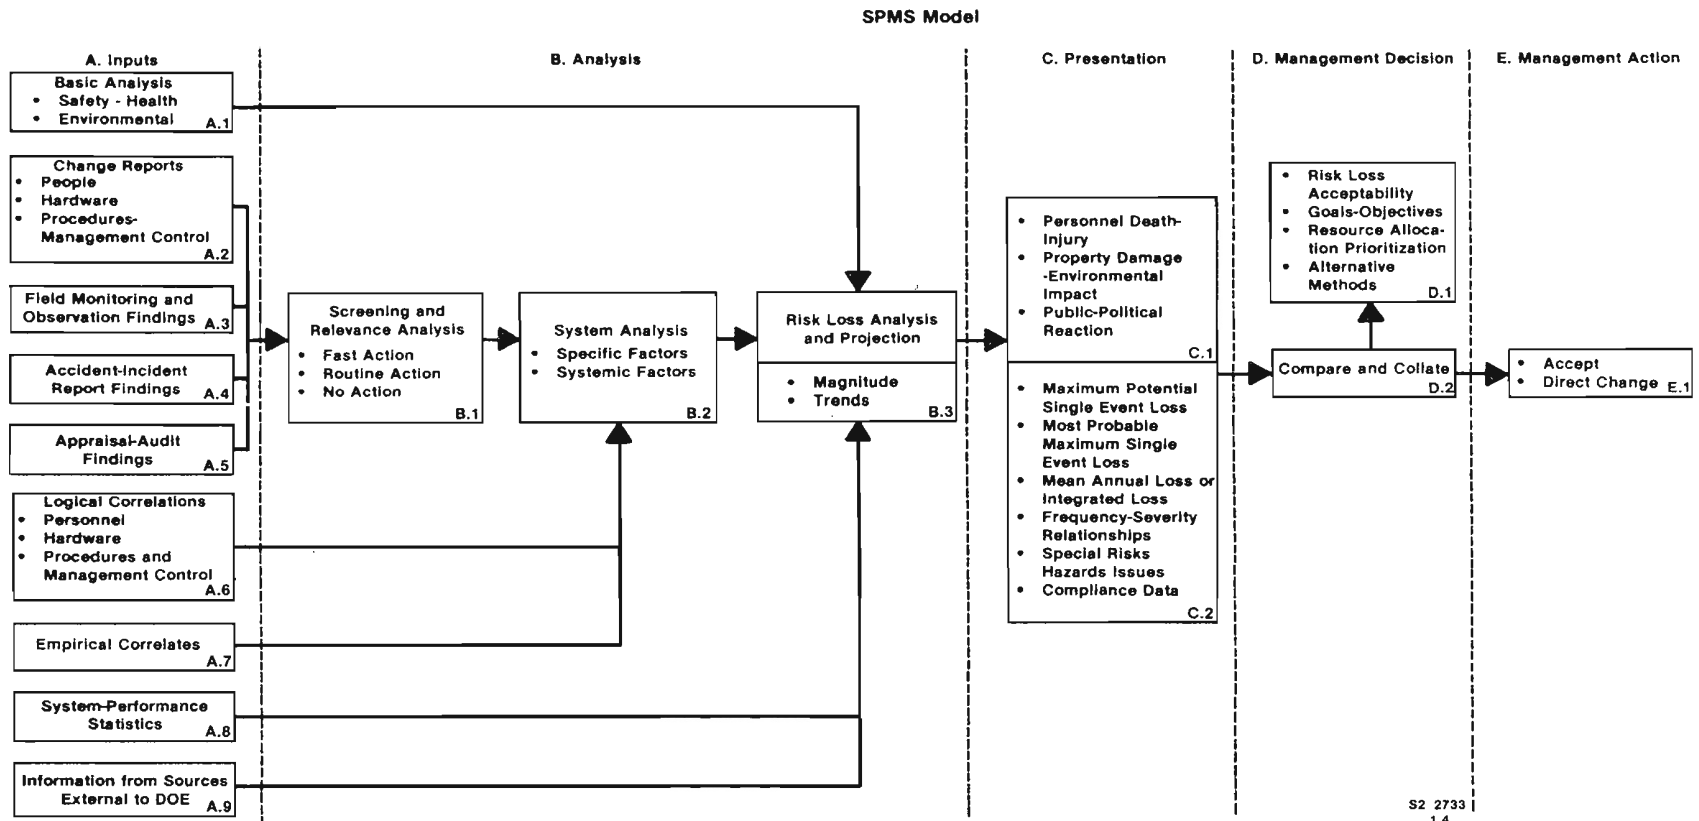 SPMS Model
A. Inputs
B. Analysis
C. Presentation
D. Management Decision
E. Management Action
Basic Analysis
• Safety - Health
• Environmental
A.1
Change Reports
• People
• Hardware
• Procedures-
Management Control
A.2
Field Monitoring and
Observation Findings
A.3
Accident-Incident
Report Findings
A.4
Appraisal-Audit
Findings
A.5
Logical Correlations
• Personnel
• Hardware
• Procedures and
Management Control
A.6
Empirical Correlates
A.7
System-Performance
Statistics
A.8
Information from Sources
External to DOE
A.9
Screening and
Relevance Analysis
• Fast Action
• Routine Action
• No Action
B.1
System Analysis
• Specific Factors
• Systemic Factors
B.2
Risk Loss Analysis
and Projection
• Magnitude
• Trends
B.3
• Personnel Death-
Injury
• Property Damage
-Environmental
Impact
• Public-Political
Reaction
C.1
• Maximum Potential
Single Event Loss
• Most Probable
Maximum Single
Event Loss
• Mean Annual Loss or
Integrated Loss
• Frequency-Severity
Relationships
• Special Risks
Hazards Issues
• Compliance Data
C.2
• Risk Loss
Acceptability
• Goals-Objectives
• Resource Alloca-
tion Prioritization
• Alternative
Methods
D.1
Compare and Collate
D.2
• Accept
• Direct Change
E.1
S2 2733
1.4